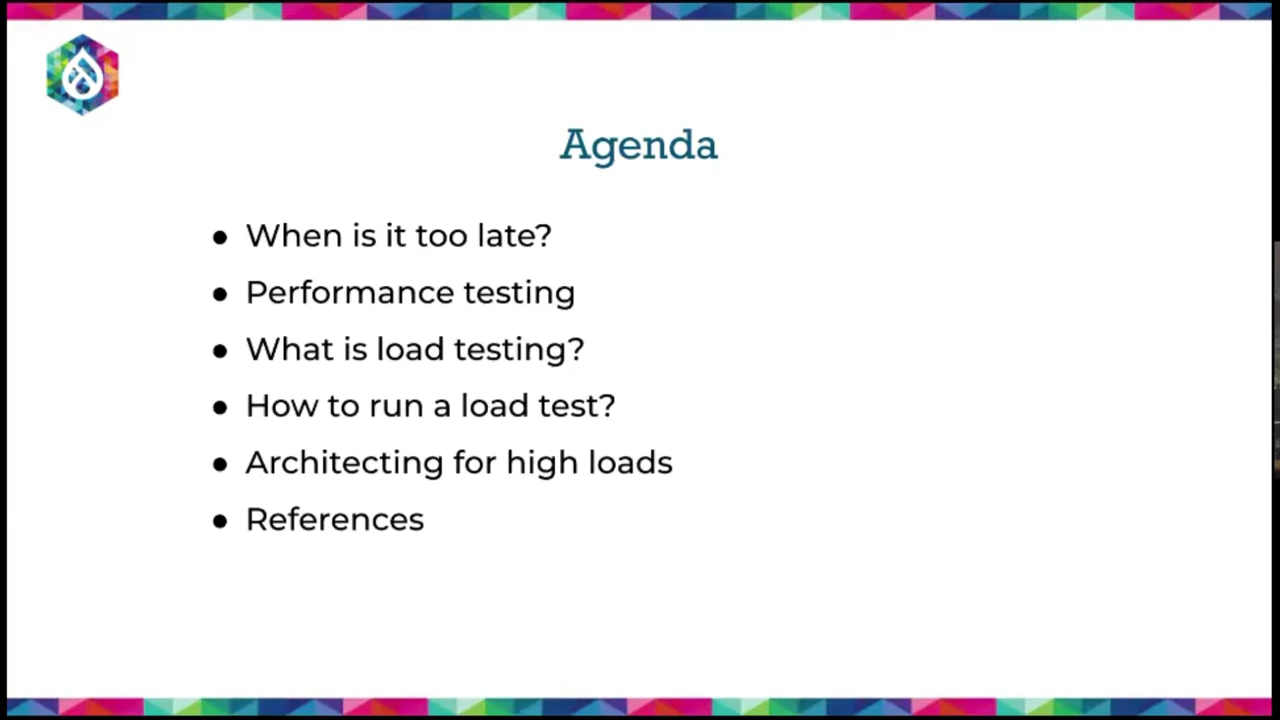 Agenda
● When is it too late?
● Performance testing
● What is load testing?
● How to run a load test?
● Architecting for high loads
● References